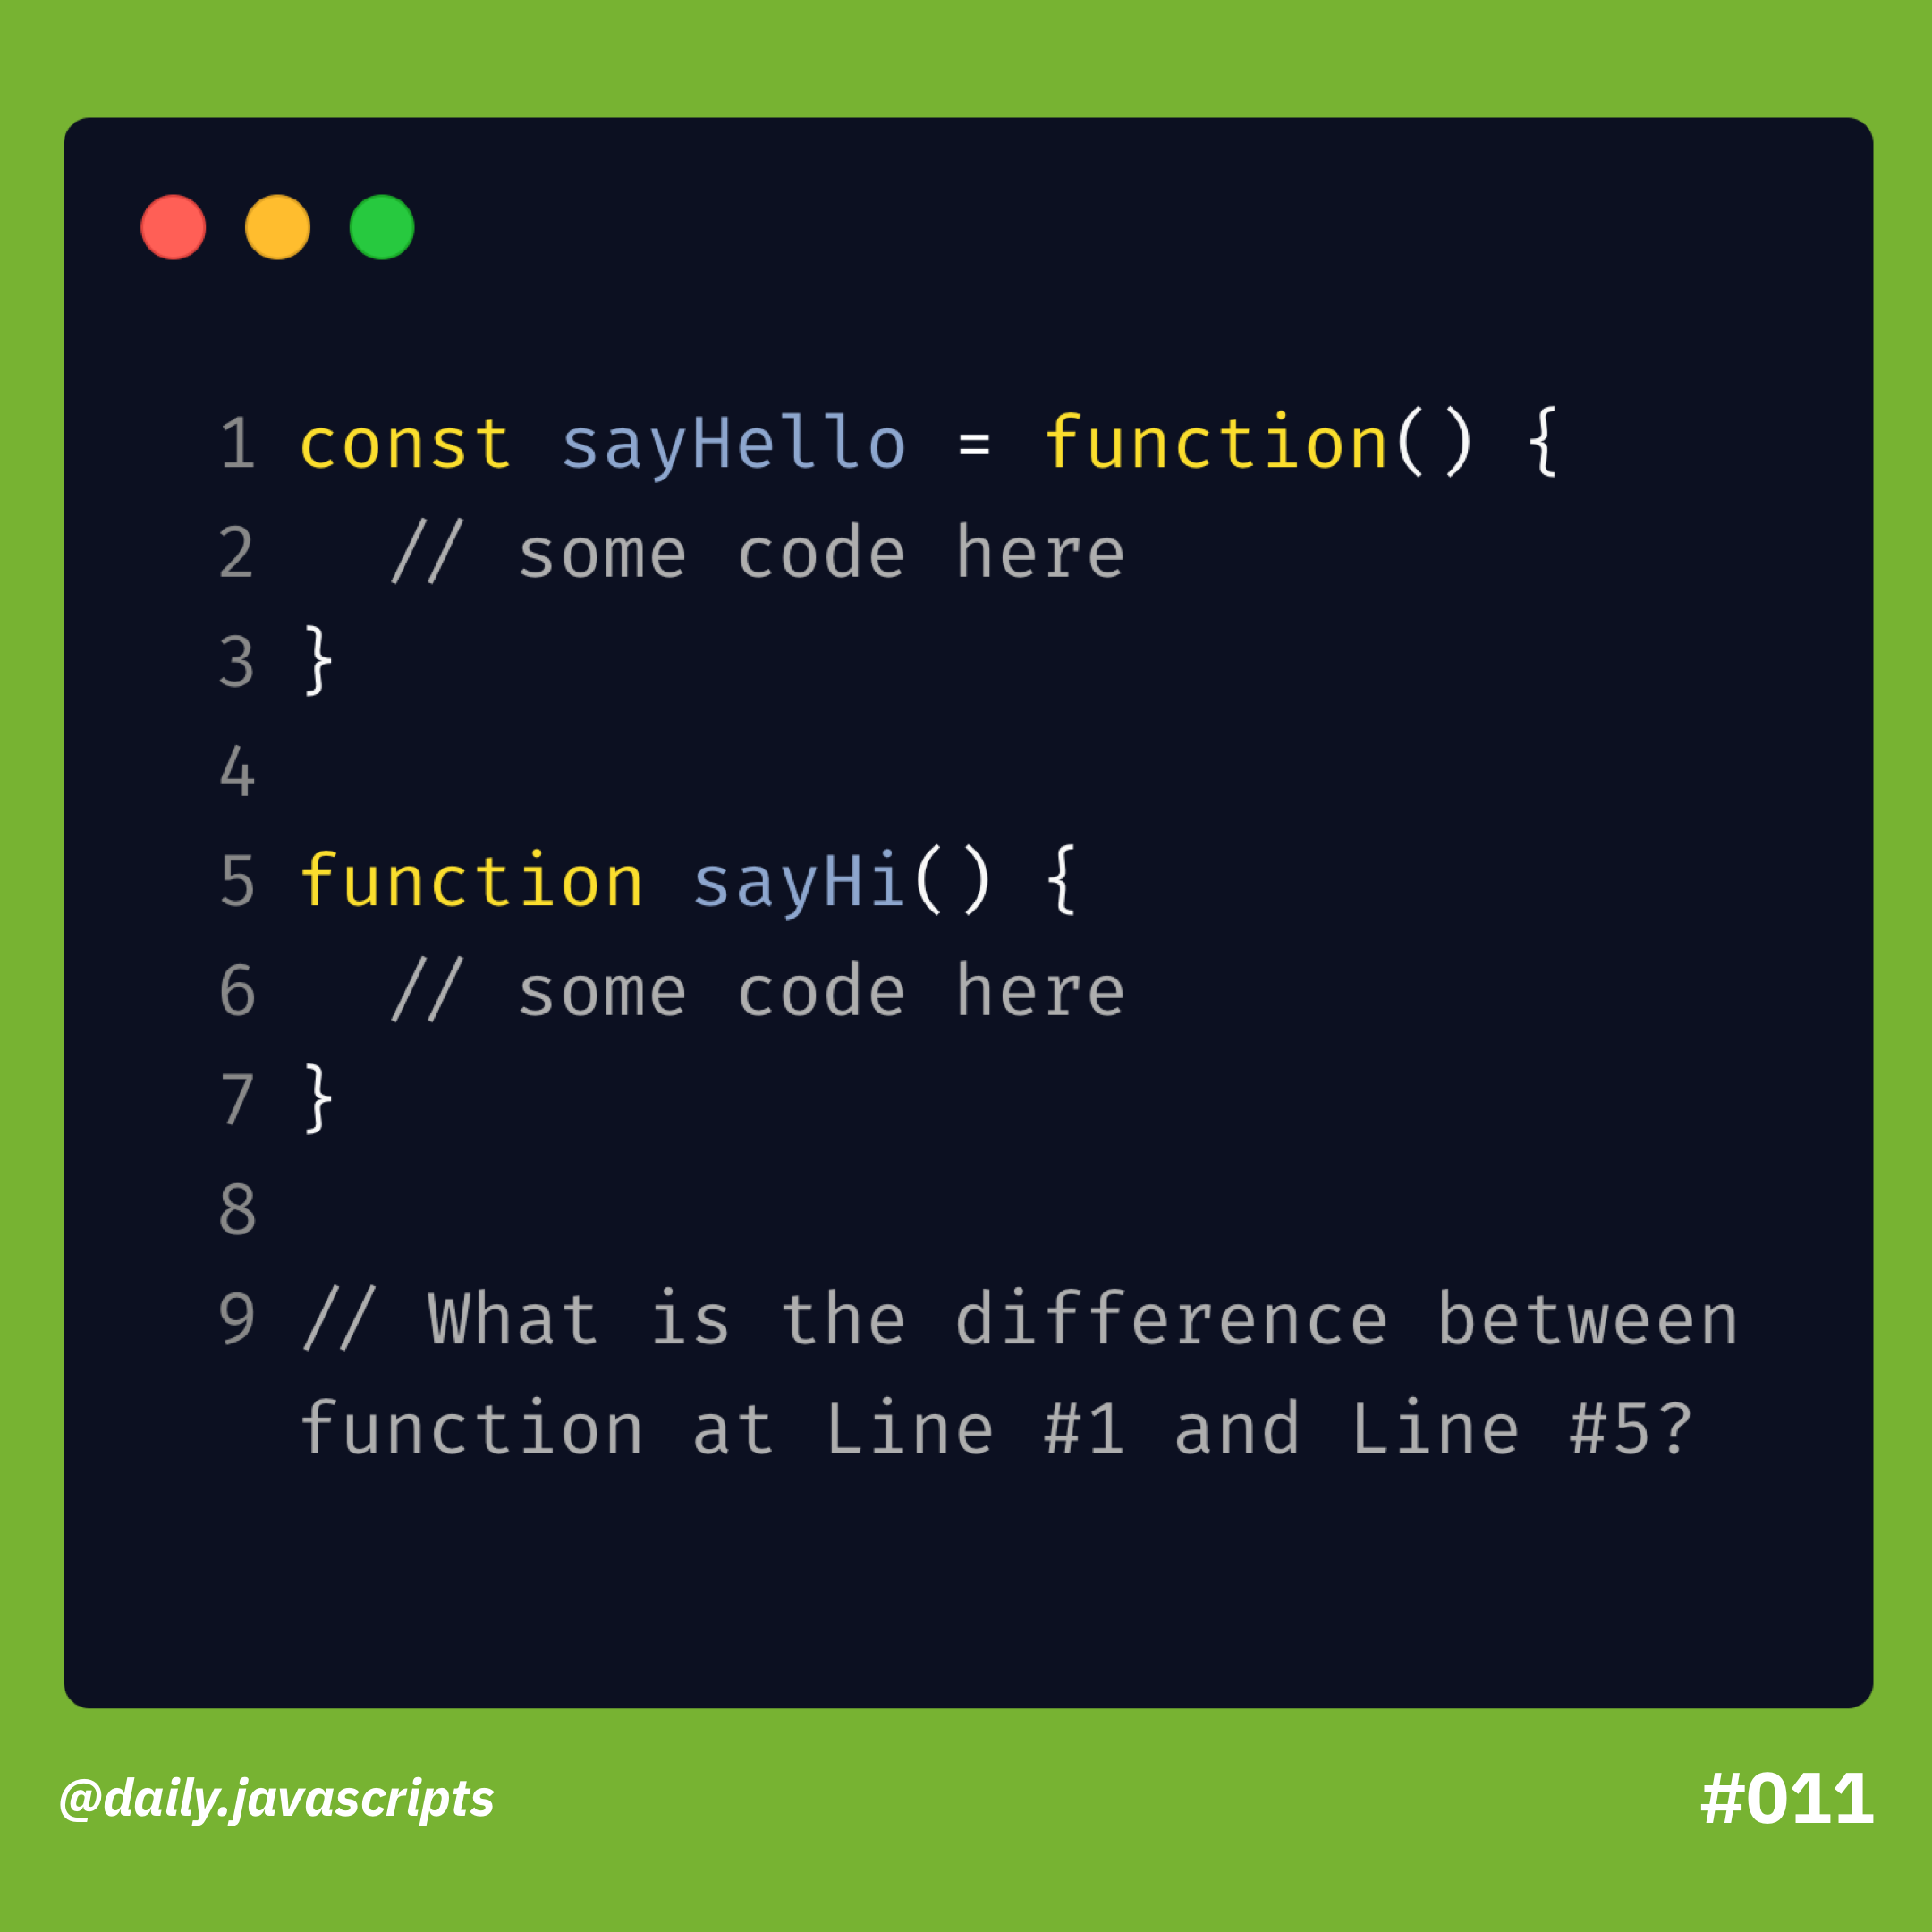 1 const sayHello = function() {
2   // some code here
3 }
4
5 function sayHi() {
6   // some code here
7 }
8
9 // What is the difference between
function at Line #1 and Line #5?
@daily.javascripts
#011